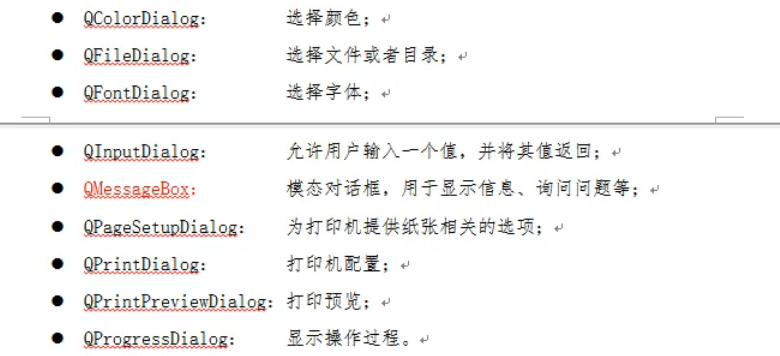 ● QColorDialog: 选择颜色;
● QFileDialog: 选择文件或者目录;
● QFontDialog: 选择字体;
● QInputDialog: 允许用户输入一个值，并将其值返回;
● QMessageBox: 模态对话框，用于显示信息、询问问题等;
● QPageSetupDialog: 为打印机提供纸张相关的选项;
● QPrintDialog: 打印机配置;
● QPrintPreviewDialog: 打印预览;
● QProgressDialog: 显示操作过程。